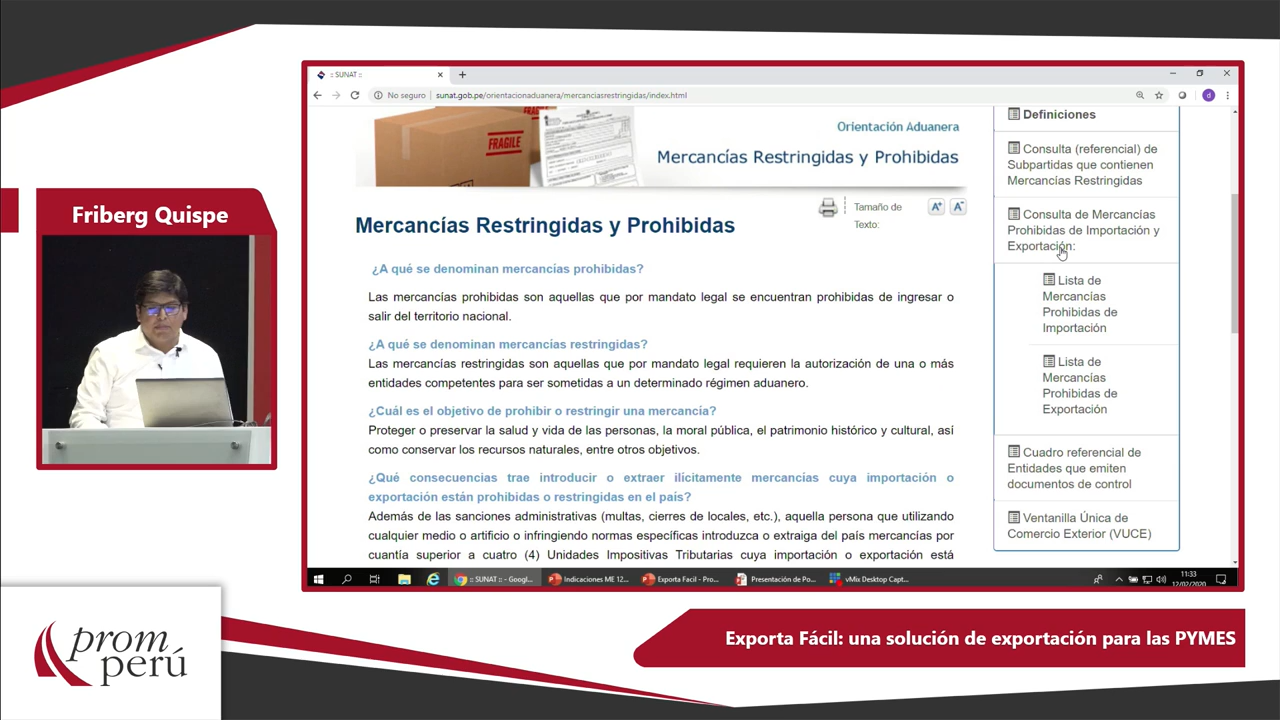 Friberg Quispe
:: SUNAT ::
No seguro
sunat.gob.pe/orientacionaduanera/mercanciasrestringidas/index.html
FRAGILE
Orientación Aduanera
Mercancías Restringidas y Prohibidas
Mercancías Restringidas y Prohibidas
Tamaño de
Texto:
A+ A-
¿A qué se denominan mercancías prohibidas?
Las mercancías prohibidas son aquellas que por mandato legal se encuentran prohibidas de ingresar o
salir del territorio nacional.
¿A qué se denominan mercancías restringidas?
Las mercancías restringidas son aquellas que por mandato legal requieren la autorización de una o más
entidades competentes para ser sometidas a un determinado régimen aduanero.
¿Cuál es el objetivo de prohibir o restringir una mercancía?
Proteger o preservar la salud y vida de las personas, la moral pública, el patrimonio histórico y cultural, así
como conservar los recursos naturales, entre otros objetivos.
¿Qué consecuencias trae introducir o extraer ilícitamente mercancías cuya importación o
exportación están prohibidas o restringidas en el país?
Además de las sanciones administrativas (multas, cierres de locales, etc.), aquella persona que utilizando
cualquier medio o artificio o infringiendo normas específicas introduzca o extraiga del país mercancías por
cuantía superior a cuatro (4) Unidades Impositivas Tributarias cuya importación o exportación está
Definiciones
Consulta (referencial) de
Subpartidas que contienen
Mercancías Restringidas
Consulta de Mercancías
Prohibidas de Importación y
Exportación:
Lista de
Mercancías
Prohibidas de
Importación
Lista de
Mercancías
Prohibidas de
Exportación
Cuadro referencial de
Entidades que emiten
documentos de control
Ventanilla Única de
Comercio Exterior (VUCE)
:: SUNAT :: - Googl...
Indicaciones ME 12...
Exporta Facil - Pro...
Presentación de Po...
vMix Desktop Capt...
11:33
12/02/2020
Exporta Fácil: una solución de exportación para las PYMES
prom
perú